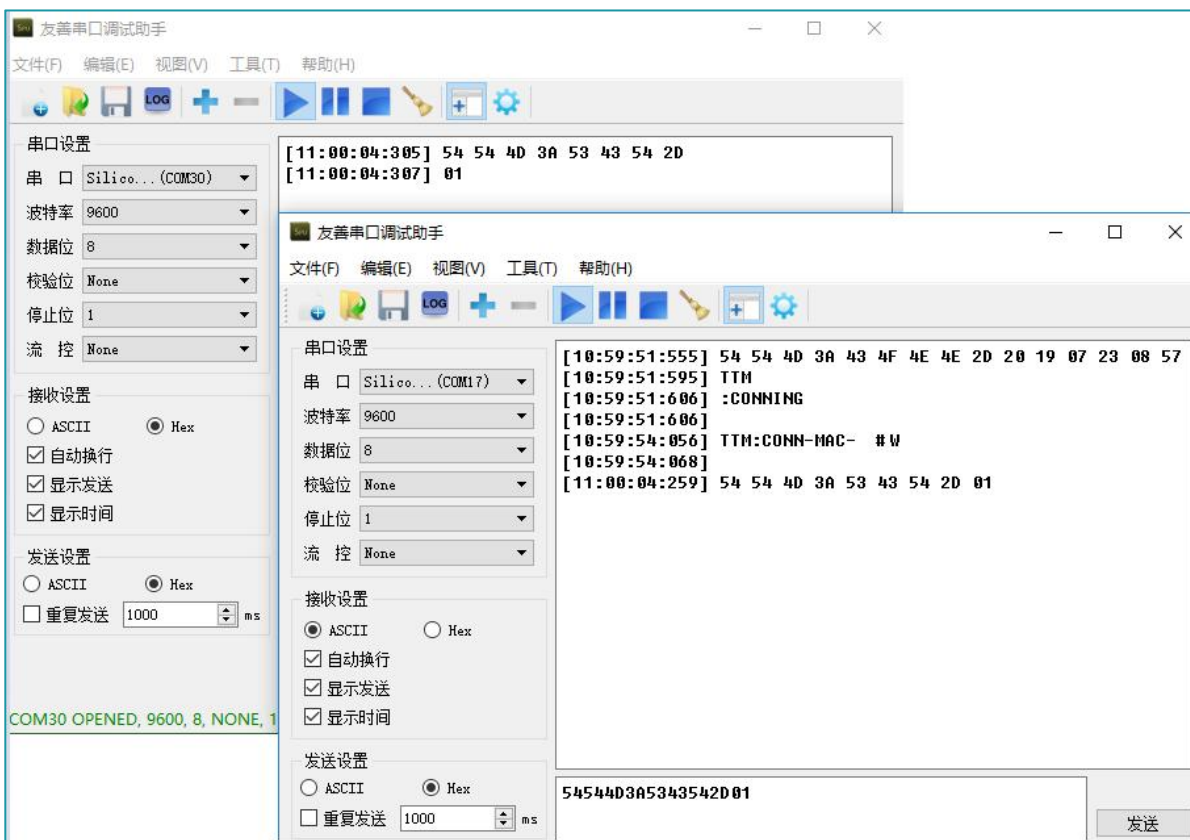 友善串口调试助手
文件(F) 编辑(E) 视图(V) 工具(T) 帮助(H)
LOG
串口设置
串 口 Silico...(COM30)
波特率 9600
数据位 8
校验位 None
停止位 1
流 控 None
接收设置
ASCII Hex
自动换行
显示发送
显示时间
发送设置
ASCII Hex
重复发送 1000 ms
COM30 OPENED, 9600, 8, NONE, 1
[11:00:04:305] 54 54 4D 3A 53 43 54 2D
[11:00:04:307] 01
友善串口调试助手
文件(F) 编辑(E) 视图(V) 工具(T) 帮助(H)
LOG
串口设置
串 口 Silico...(COM17)
波特率 9600
数据位 8
校验位 None
停止位 1
流 控 None
接收设置
ASCII Hex
自动换行
显示发送
显示时间
发送设置
ASCII Hex
重复发送 1000 ms
[10:59:51:555] 54 54 4D 3A 43 4F 4E 4E 2D 20 19 07 23 08 57
[10:59:51:595] TTM
[10:59:51:606] :CONNING
[10:59:51:606]
[10:59:54:056] TTM:CONN-MAC- #W
[10:59:54:068]
[11:00:04:259] 54 54 4D 3A 53 43 54 2D 01
54544D3A5343542D01
发送